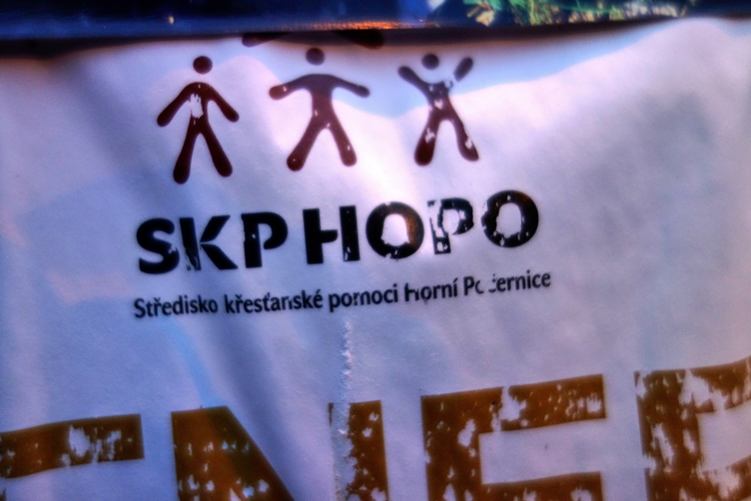 SKP HOPO
Středisko křesťanské pomoci Horní Počernice